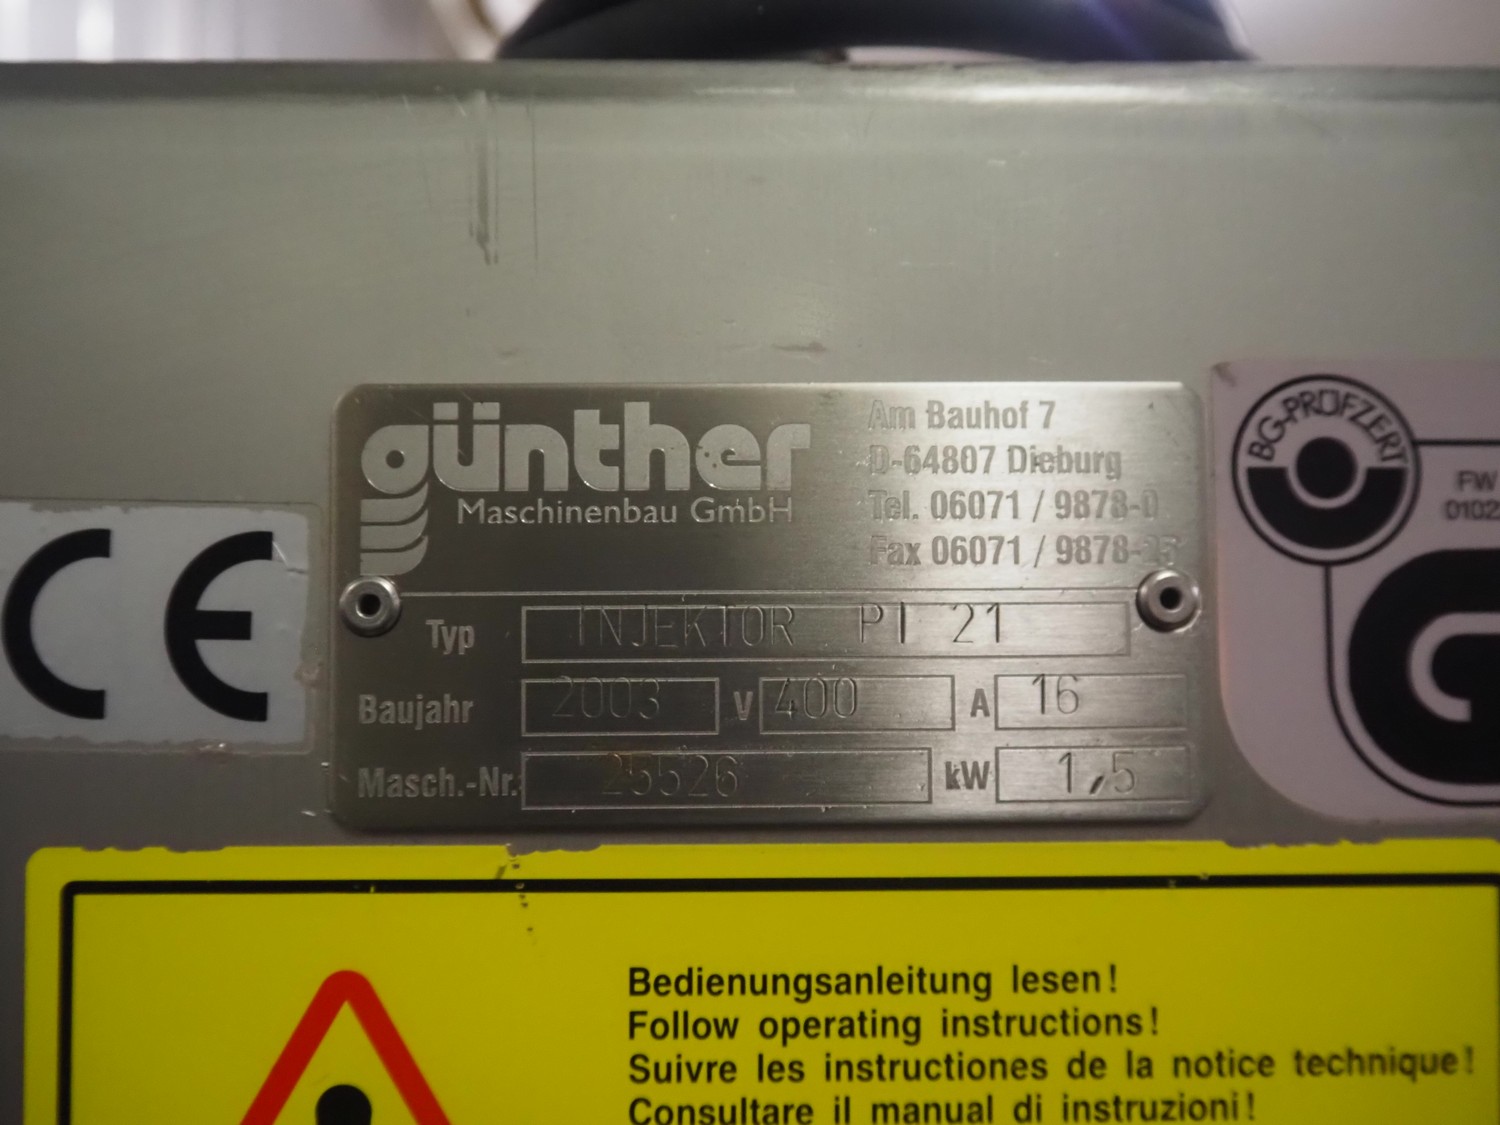 günther
Maschinenbau GmbH
Am Bauhof 7
D-64807 Dieburg
Tel. 06071 / 9878-0
Fax 06071 / 9878-25
Typ INJEKTOR PI 21
Baujahr 2003 V 400 A 16
Masch.-Nr. 25526 kW 1,5
CE
BG-PRÜFZERT
FW
Bedienungsanleitung lesen!
Follow operating instructions!
Suivre les instructiones de la notice technique!
Consultare il manual di instruzioni!